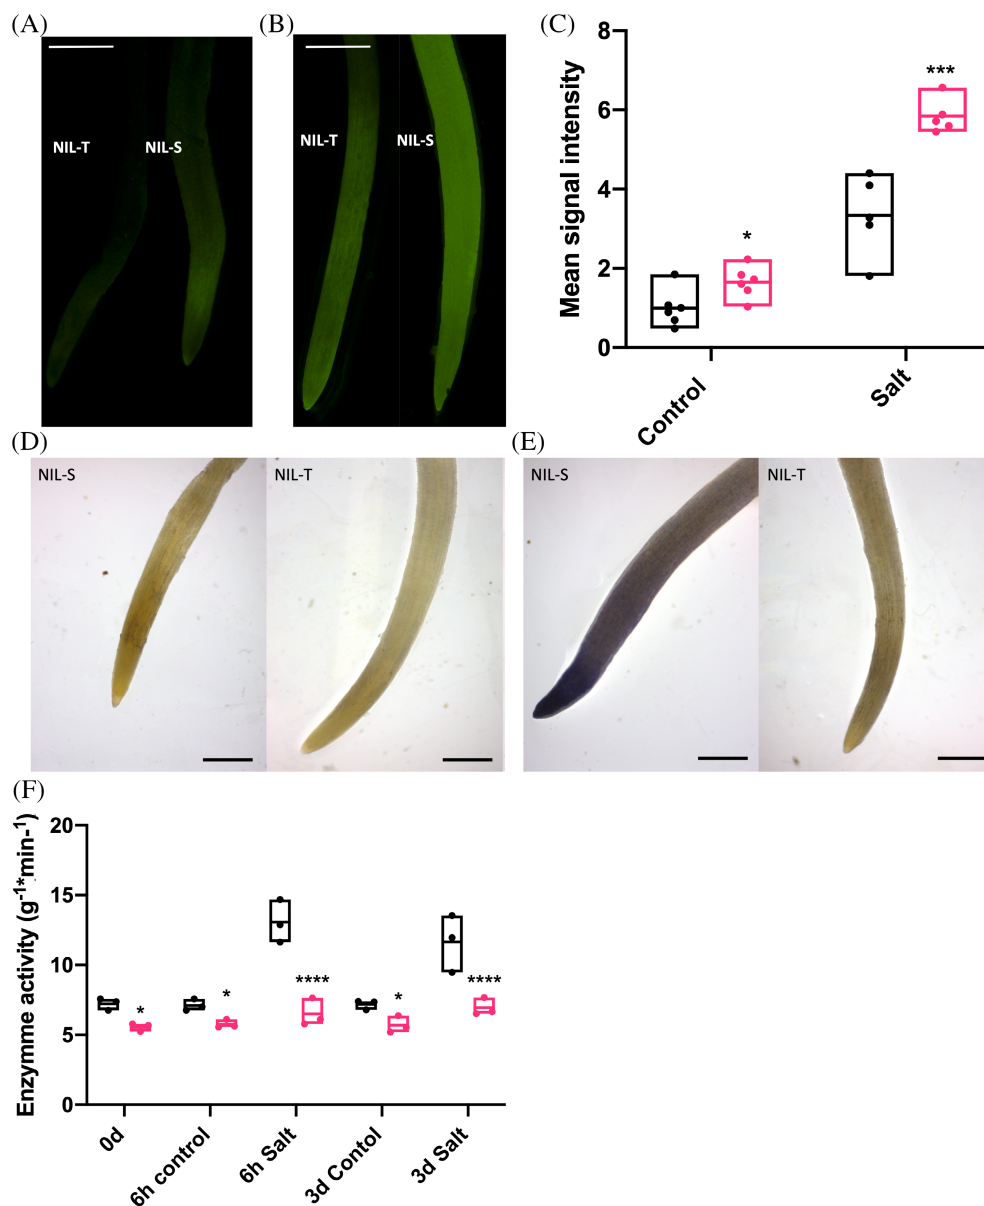 (A)
(B)
(C)
NIL-T
NIL-S
NIL-T
NIL-S
Mean signal intensity
8
6
4
2
0
*
***
Control
Salt
(D)
(E)
NIL-S
NIL-T
NIL-S
NIL-T
(F)
Enzymme activity (g-1*min-1)
20
15
10
5
0
*
*
****
*
****
0d
6h control
6h Salt
3d Contol
3d Salt